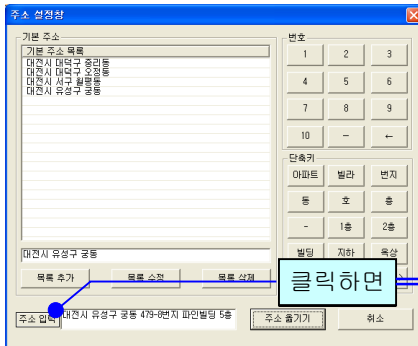 주소 설정창
기본 주소
기본 주소 목록
대전시 대덕구 중리동
대전시 대덕구 오정동
대전시 서구 월평동
대전시 유성구 궁동
대전시 유성구 궁동
목록 추가 목록 수정 목록 삭제
번호
1 2 3
4 5 6
7 8 9
10 - ←
단축키
아파트 빌라 번지
동 호 층
- 1층 2층
빌딩 지하 옥상
클릭하면
주소 입력 대전시 유성구 궁동 479-8번지 파인빌딩 5층
주소 옮기기 취소